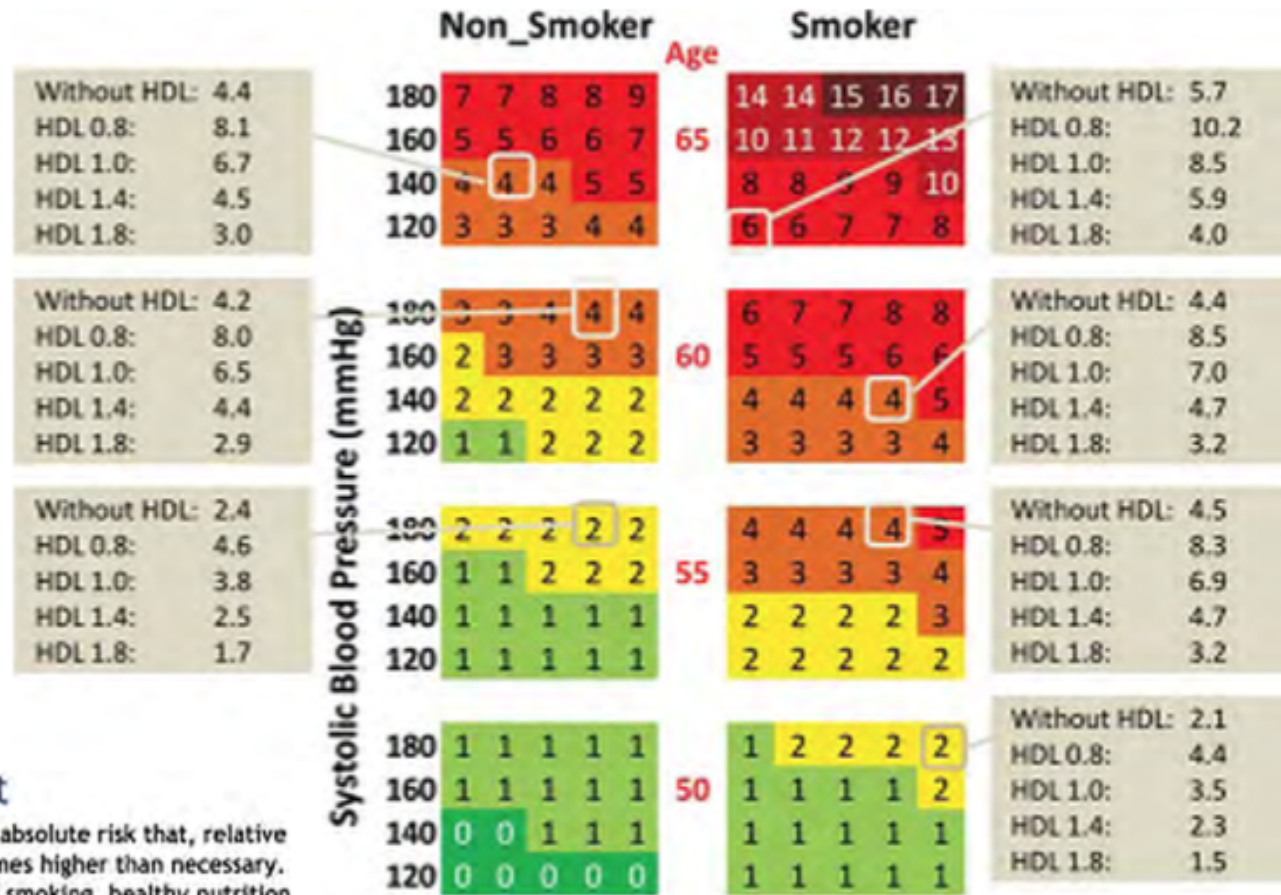 Non_Smoker
Smoker
Age
Without HDL: 4.4
HDL 0.8: 8.1
HDL 1.0: 6.7
HDL 1.4: 4.5
HDL 1.8: 3.0
180 7 7 8 8 9
160 5 5 6 6 7
140 4 4 4 5 5
120 3 3 3 4 4
65
14 14 15 16 17
10 11 12 12 13
8 8 9 9 10
6 6 7 7 8
Without HDL: 5.7
HDL 0.8: 10.2
HDL 1.0: 8.5
HDL 1.4: 5.9
HDL 1.8: 4.0
Without HDL: 4.2
HDL 0.8: 8.0
HDL 1.0: 6.5
HDL 1.4: 4.4
HDL 1.8: 2.9
Systolic Blood Pressure (mmHg)
180 3 3 4 4 4
160 2 3 3 3 3
140 2 2 2 2 2
120 1 1 2 2 2
60
6 7 7 8 8
5 5 5 6 6
4 4 4 4 5
3 3 3 3 4
Without HDL: 4.4
HDL 0.8: 8.5
HDL 1.0: 7.0
HDL 1.4: 4.7
HDL 1.8: 3.2
Without HDL: 2.4
HDL 0.8: 4.6
HDL 1.0: 3.8
HDL 1.4: 2.5
HDL 1.8: 1.7
180 2 2 2 2 2
160 1 1 2 2 2
140 1 1 1 1 1
120 1 1 1 1 1
55
4 4 4 4 5
3 3 3 3 4
2 2 2 2 3
2 2 2 2 2
Without HDL: 4.5
HDL 0.8: 8.3
HDL 1.0: 6.9
HDL 1.4: 4.7
HDL 1.8: 3.2
180 1 1 1 1 1
160 1 1 1 1 1
140 0 0 1 1 1
120 0 0 0 0 0
50
1 2 2 2 2
1 1 1 1 2
1 1 1 1 1
1 1 1 1 1
Without HDL: 2.1
HDL 0.8: 4.4
HDL 1.0: 3.5
HDL 1.4: 2.3
HDL 1.8: 1.5
t
absolute risk that, relative
mes higher than necessary.
smoking, healthy nutrition